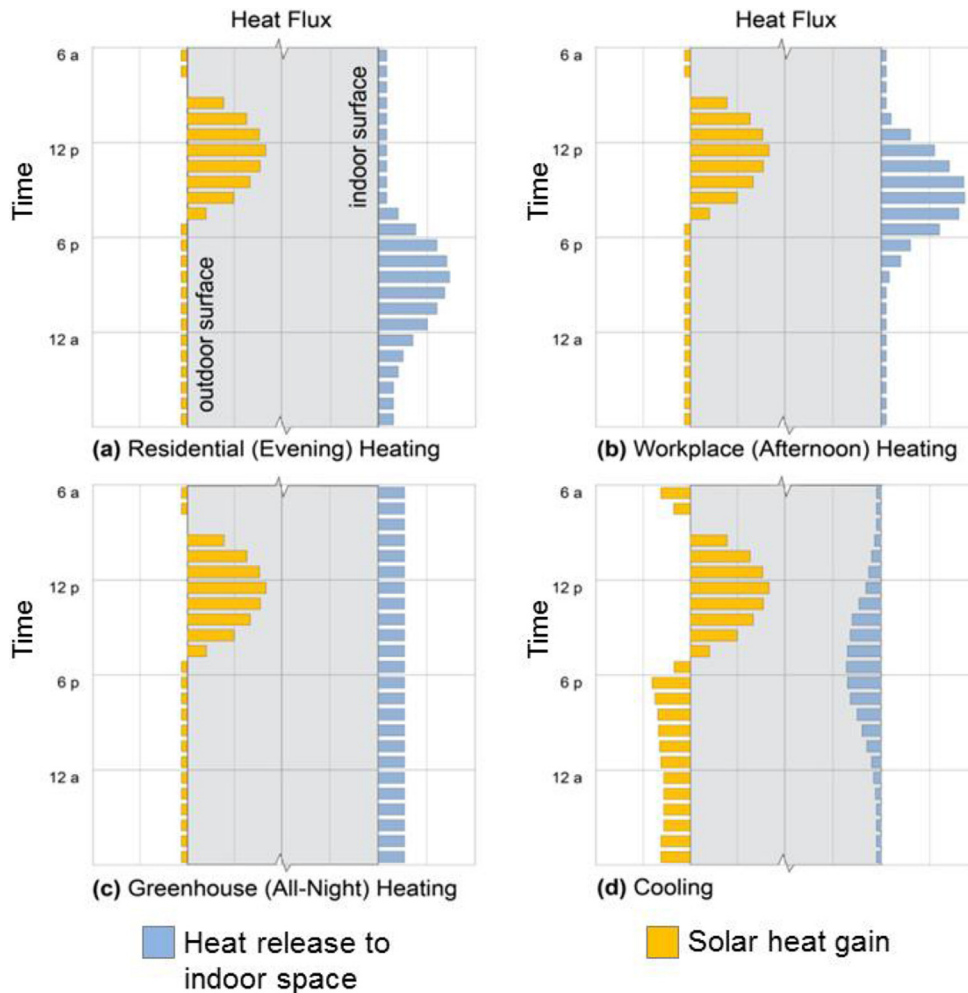 Heat Flux
Heat Flux
6 a
12 p
6 p
12 a
Time
outdoor surface
indoor surface
(a) Residential (Evening) Heating
6 a
12 p
6 p
12 a
Time
(b) Workplace (Afternoon) Heating
6 a
12 p
6 p
12 a
Time
(c) Greenhouse (All-Night) Heating
6 a
12 p
6 p
12 a
Time
(d) Cooling
Heat release to
indoor space
Solar heat gain